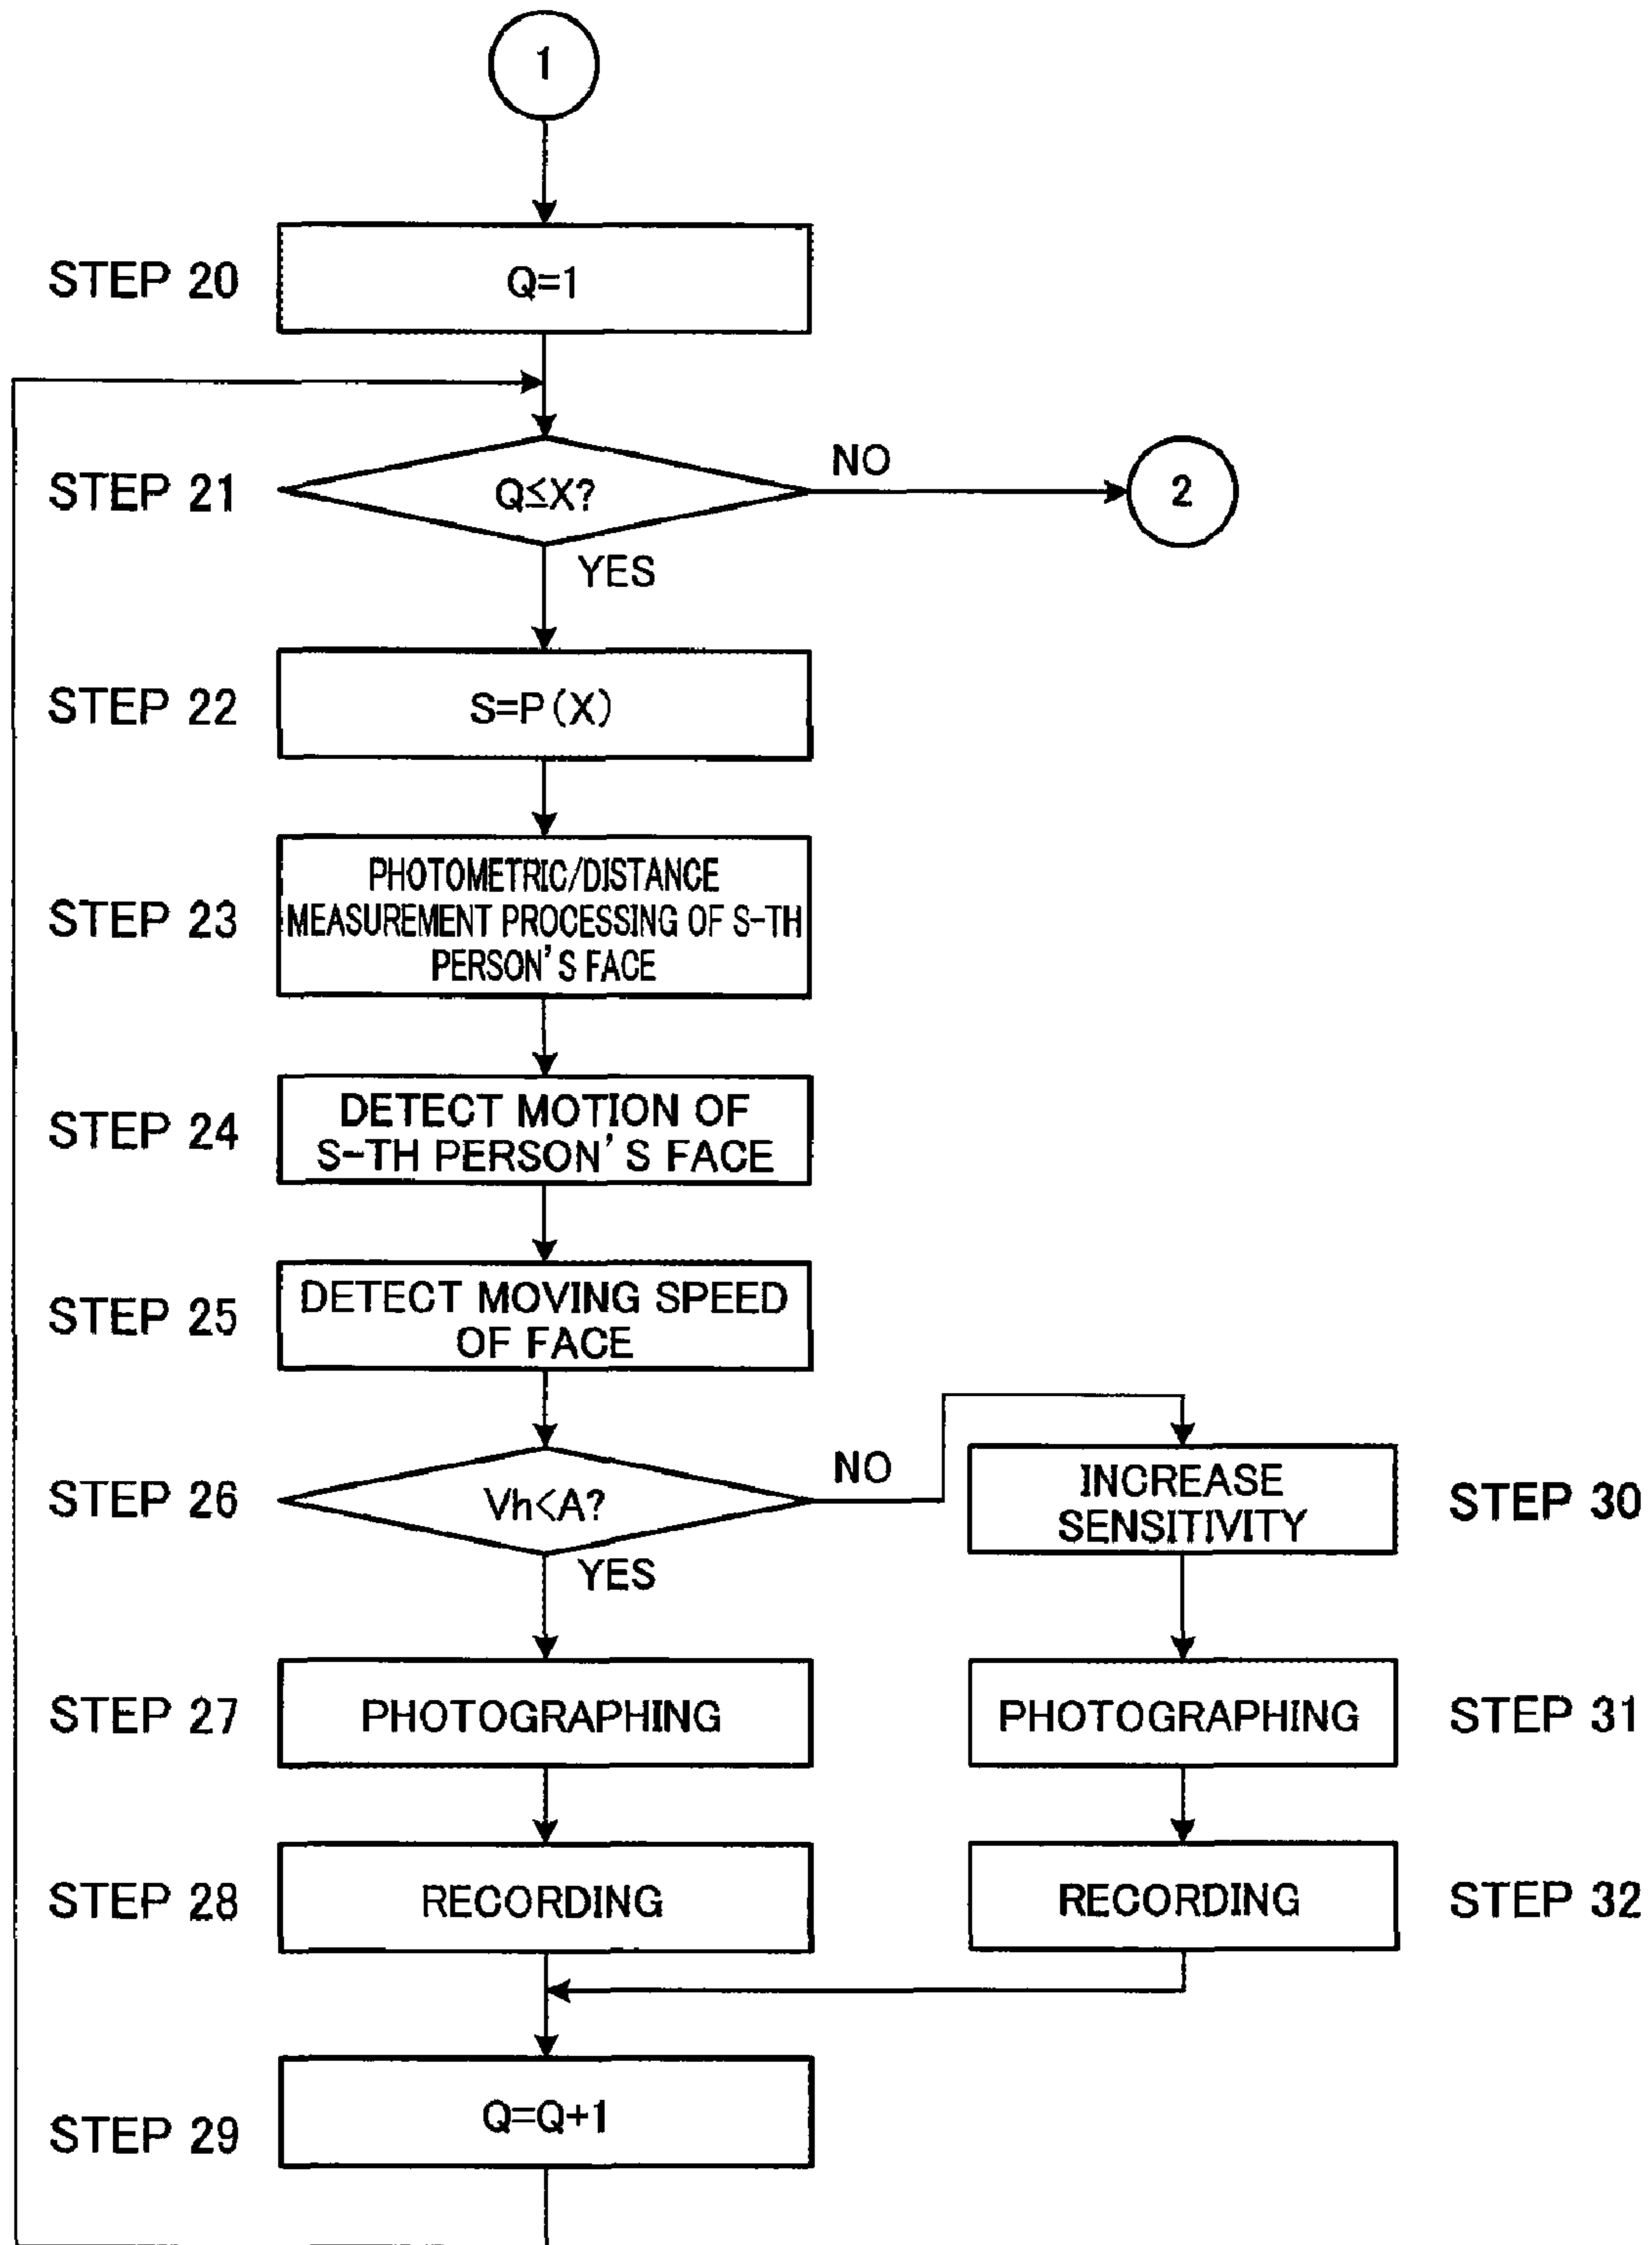 1
STEP 20
Q=1
STEP 21
Q≤X?
NO
2
YES
STEP 22
S=P(X)
STEP 23
PHOTOMETRIC/DISTANCE
MEASUREMENT PROCESSING OF S-TH
PERSON'S FACE
STEP 24
DETECT MOTION OF
S-TH PERSON'S FACE
STEP 25
DETECT MOVING SPEED
OF FACE
STEP 26
Vh<A?
NO
INCREASE
SENSITIVITY
STEP 30
YES
STEP 27
PHOTOGRAPHING
PHOTOGRAPHING
STEP 31
STEP 28
RECORDING
RECORDING
STEP 32
STEP 29
Q=Q+1